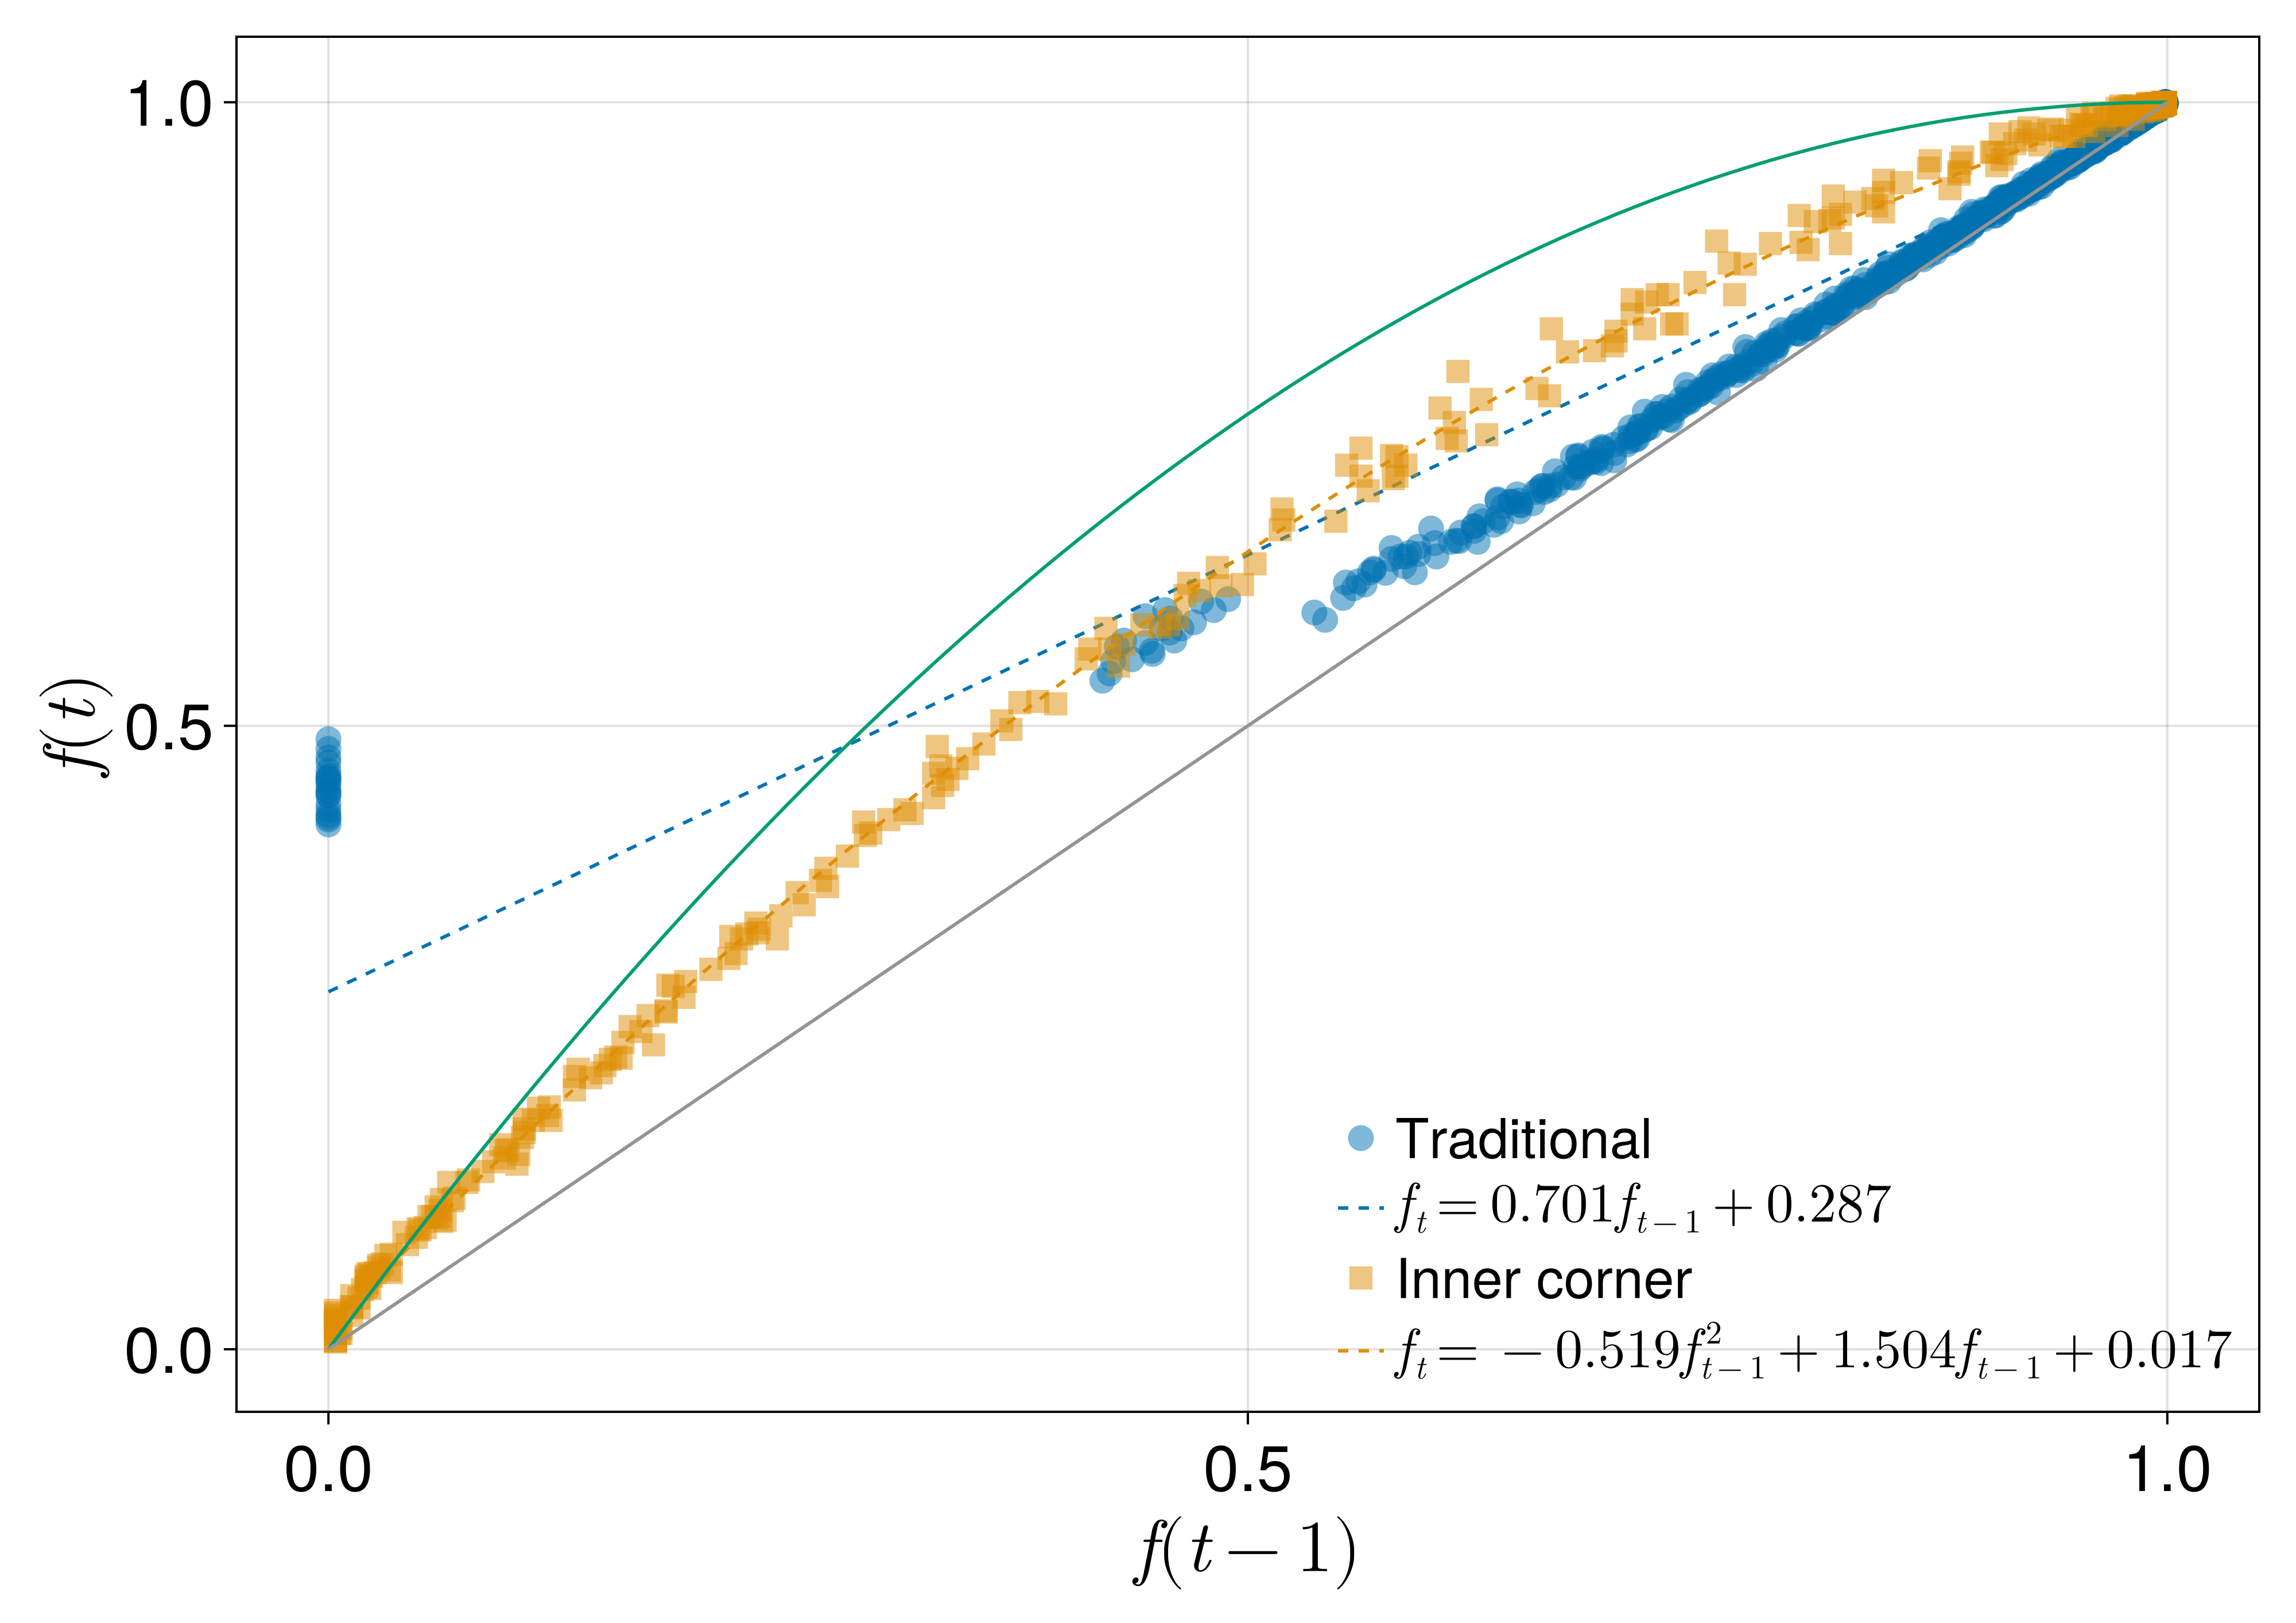 1.0
0.5
0.0
f(t)
Traditional
f_t = 0.701f_{t-1} + 0.287
Inner corner
f_t = -0.519f_{t-1}^2 + 1.504f_{t-1} + 0.017
0.0 0.5 1.0
f(t-1)